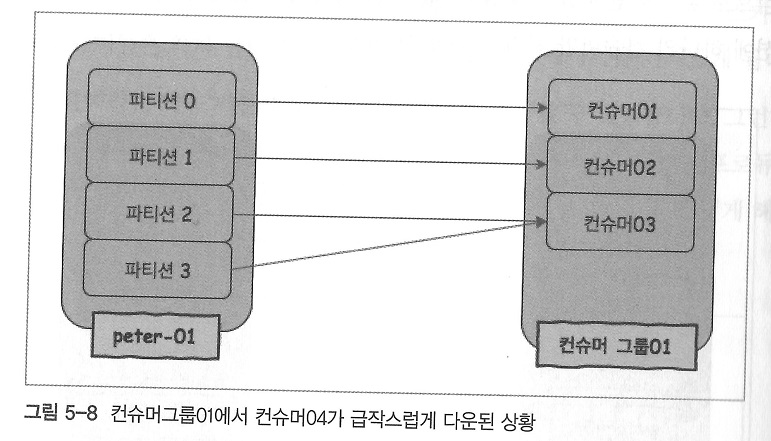 파티션 0
파티션 1
파티션 2
파티션 3
peter-01
컨슈머01
컨슈머02
컨슈머03
컨슈머 그룹01
그림 5-8 컨슈머그룹01에서 컨슈머04가 급작스럽게 다운된 상황